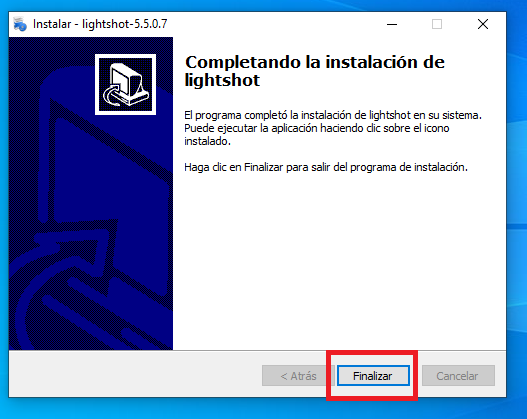 Instalar - lightshot-5.5.0.7
Completando la instalación de
lightshot
El programa completó la instalación de lightshot en su sistema.
Puede ejecutar la aplicación haciendo clic sobre el icono
instalado.
Haga clic en Finalizar para salir del programa de instalación.
< Atrás
Finalizar
Cancelar